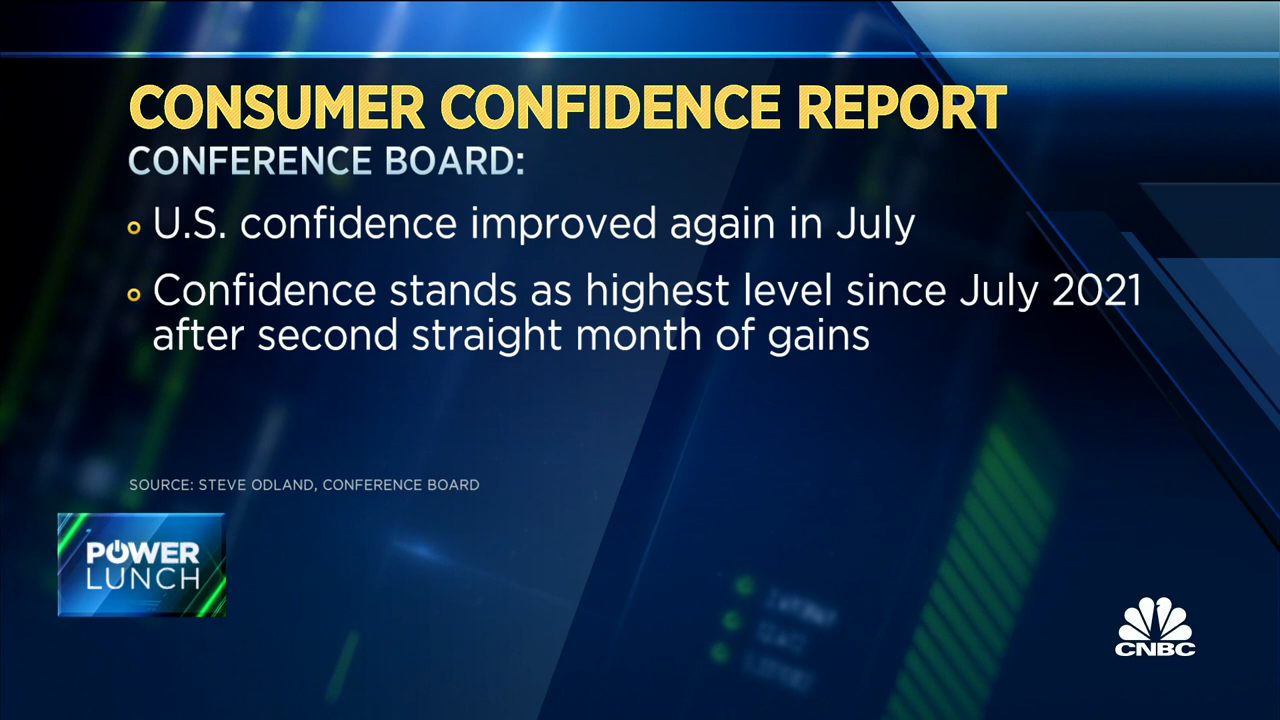 CONSUMER CONFIDENCE REPORT
CONFERENCE BOARD:
U.S. confidence improved again in July
Confidence stands as highest level since July 2021
after second straight month of gains
SOURCE: STEVE ODLAND, CONFERENCE BOARD
POWER
LUNCH
CNBC